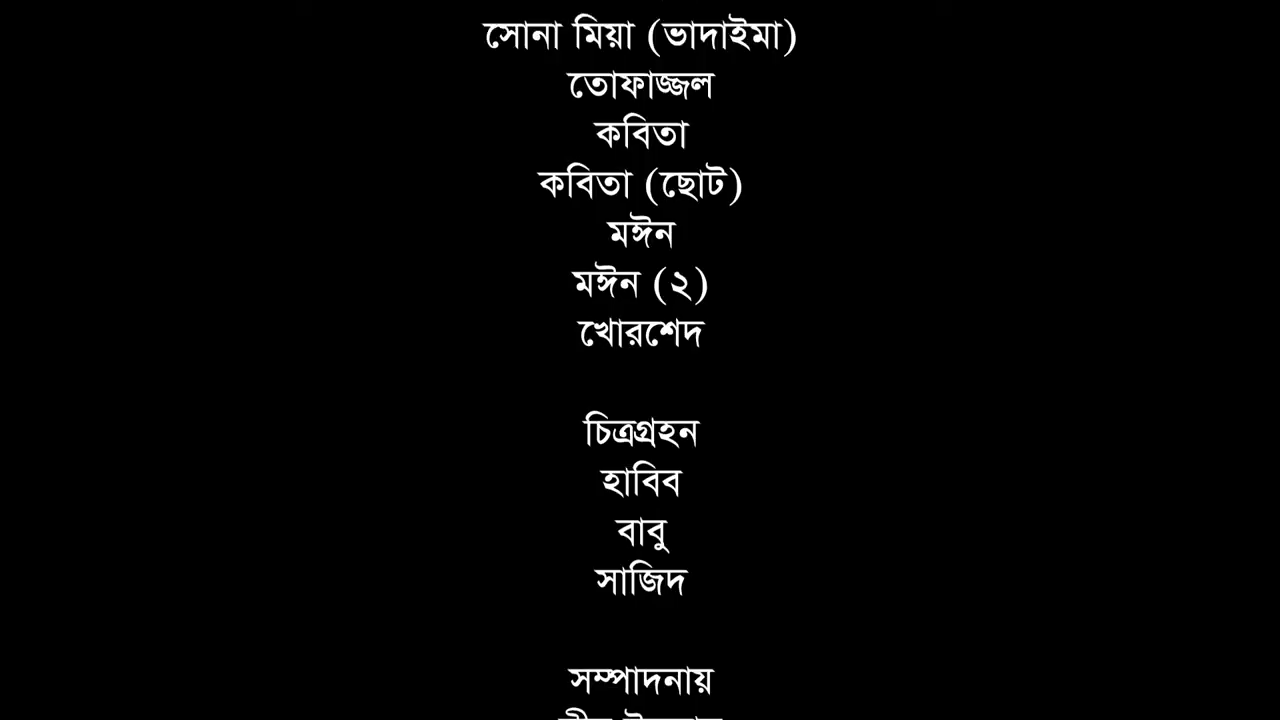 সোনা মিয়া (ভাদাইমা)
তোফাজ্জল
কবিতা
কবিতা (ছোট)
মঈন
মঈন (২)
খোরশেদ
চিত্রগ্রহন
হাবিব
বাবু
সাজিদ
সম্পাদনায়